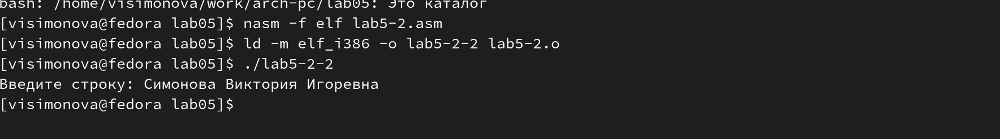 bash: /home/visimonova/work/arch-pc/lab05: Это каталог
[visimonova@fedora lab05]$ nasm -f elf lab5-2.asm
[visimonova@fedora lab05]$ ld -m elf_i386 -o lab5-2-2 lab5-2.o
[visimonova@fedora lab05]$ ./lab5-2-2
Введите строку: Симонова Виктория Игоревна
[visimonova@fedora lab05]$